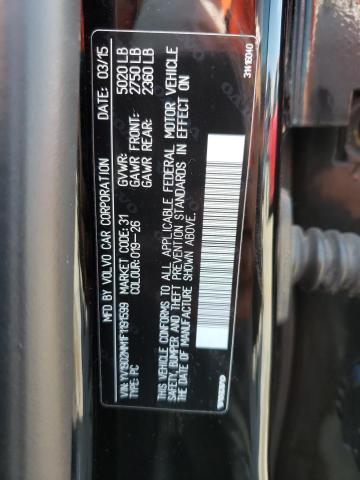 MFD BY VOLVO CAR CORPORATION DATE: 03/15
GVWR: 5020 LB
GAWR FRONT: 2750 LB
GAWR REAR: 2360 LB
MARKET CODE: 31
COLOUR: 019-26
TYPE: PC
THIS VEHICLE CONFORMS TO ALL APPLICABLE FEDERAL MOTOR VEHICLE
SAFETY, BUMPER AND THEFT PREVENTION STANDARDS IN EFFECT ON
THE DATE OF MANUFACTURE SHOWN ABOVE.
VOLVO
31416040